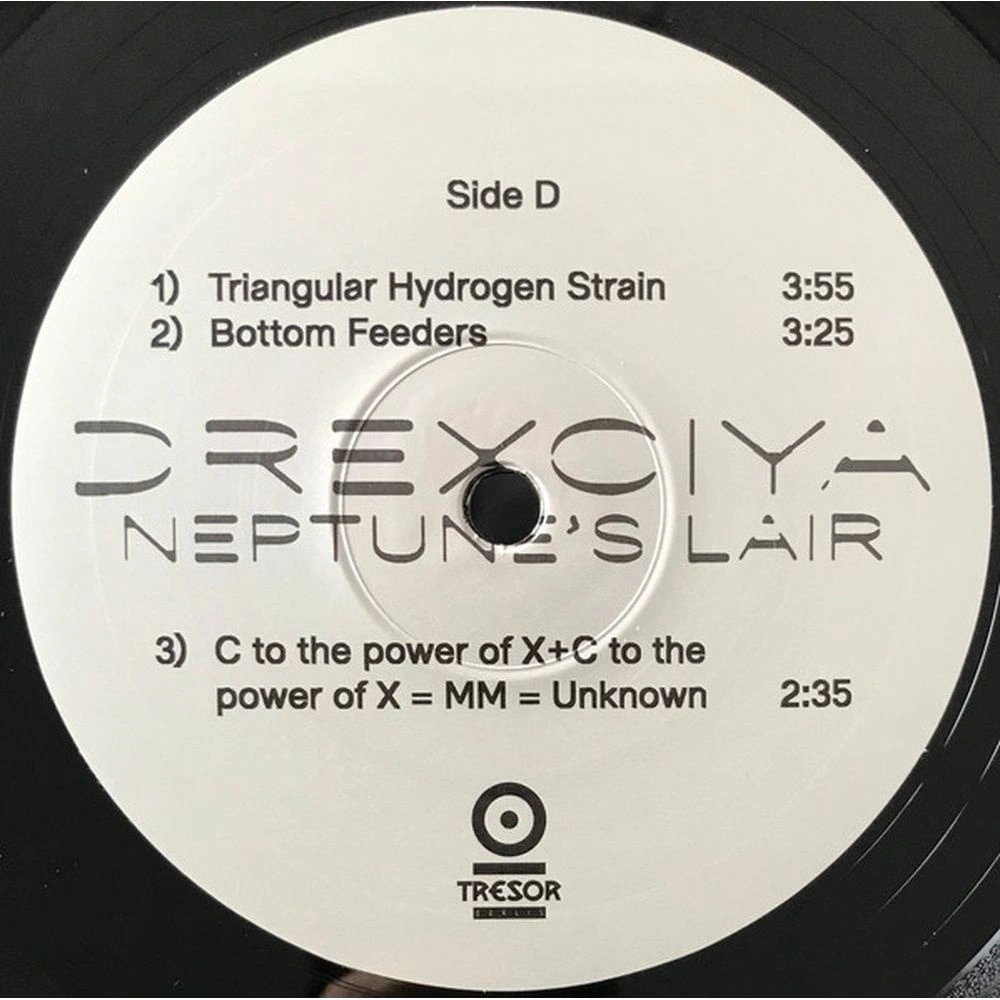 Side D
1) Triangular Hydrogen Strain 3:55
2) Bottom Feeders 3:25
DREXCIYA
NEPTUNE'S LAIR
3) C to the power of X+C to the
power of X = MM = Unknown 2:35
TRESOR
BERLIN